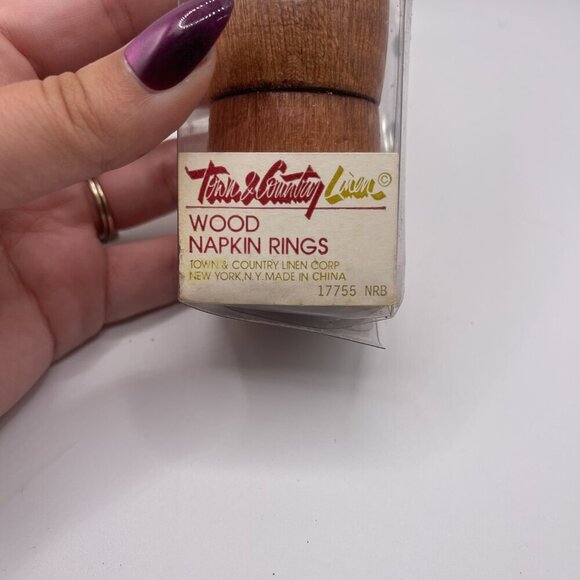 Town & Country Linen ©
WOOD
NAPKIN RINGS
TOWN & COUNTRY LINEN CORP
NEW YORK, N.Y. MADE IN CHINA
17755 NRB